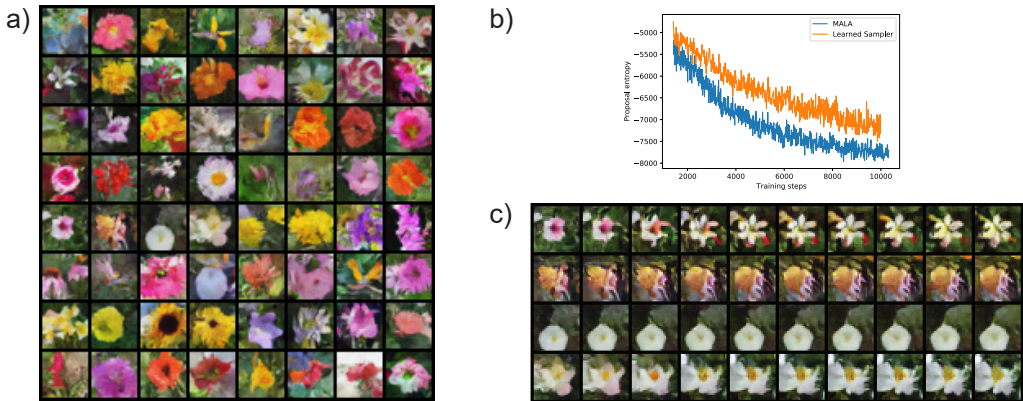 a)
b)
MALA
Learned Sampler
Proposal entropy
−5000
−5500
−6000
−6500
−7000
−7500
−8000
2000 4000 6000 8000 10000
Training steps
c)